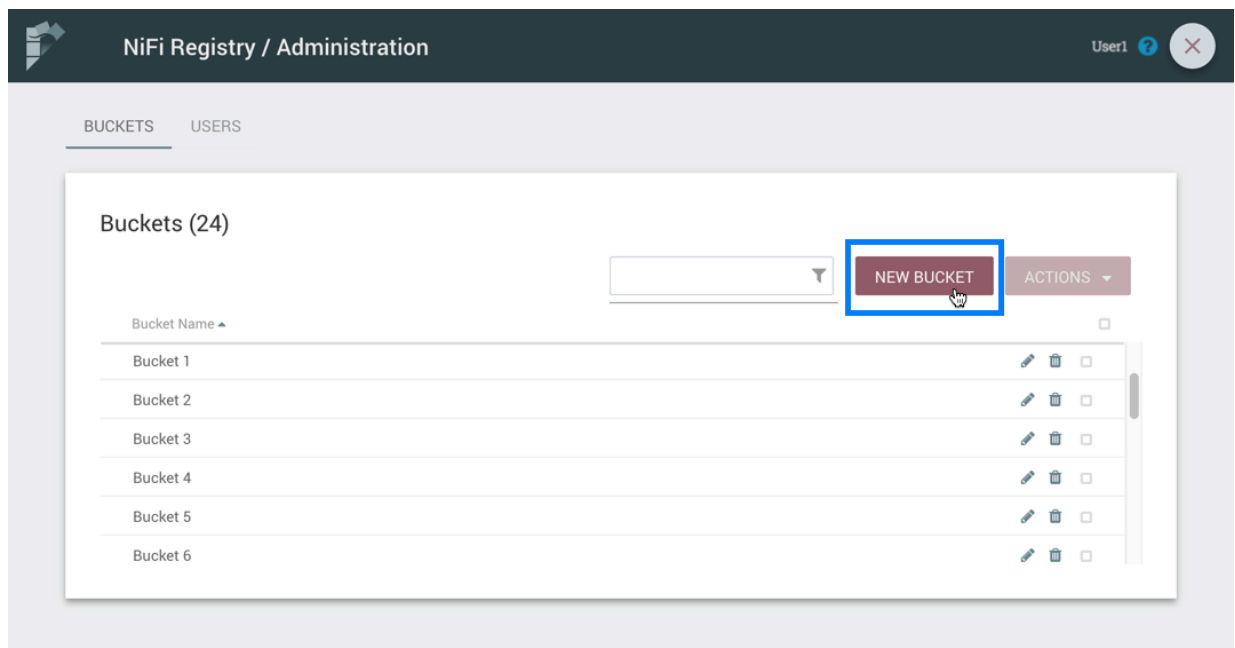 NiFi Registry / Administration
User1 ?
BUCKETS USERS
Buckets (24)
NEW BUCKET ACTIONS
Bucket Name
Bucket 1
Bucket 2
Bucket 3
Bucket 4
Bucket 5
Bucket 6